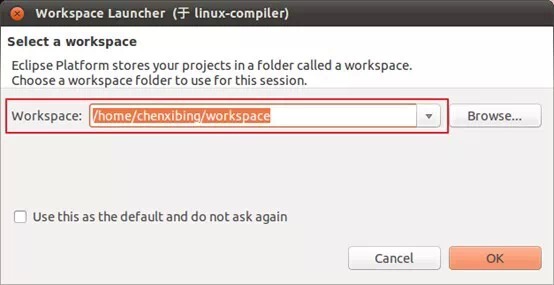 Workspace Launcher (于 linux-compiler)
Select a workspace
Eclipse Platform stores your projects in a folder called a workspace.
Choose a workspace folder to use for this session.
Workspace: /home/chenxibing/workspace Browse...
Use this as the default and do not ask again
Cancel OK